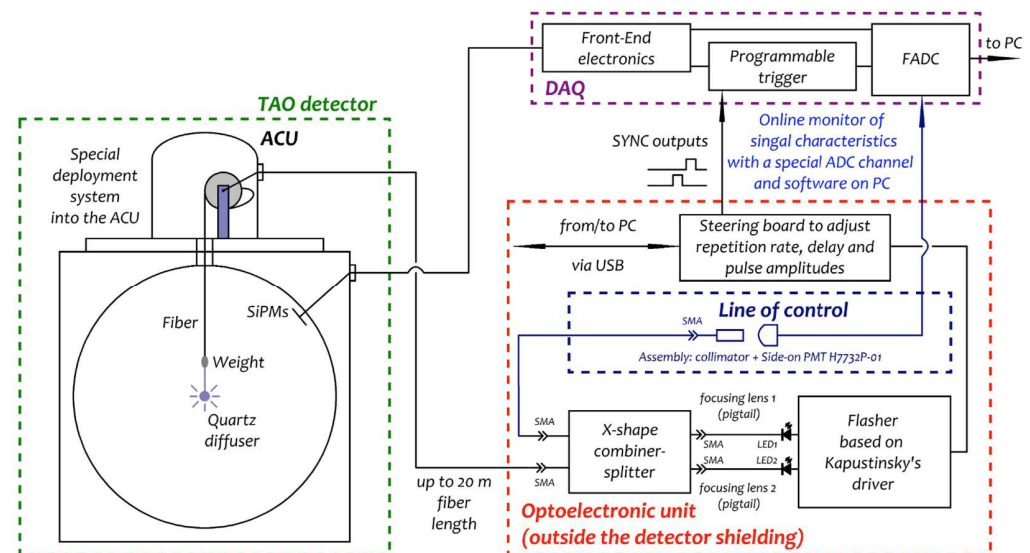 TAO detector
ACU
Special
deployment
system
into the ACU
SiPMs
Fiber
Weight
Quartz
diffuser
Front-End
electronics
Programmable
trigger
FADC
to PC
DAQ
SYNC outputs
Online monitor of
singal characteristics
with a special ADC channel
and software on PC
from/to PC
via USB
Steering board to adjust
repetition rate, delay and
pulse amplitudes
Line of control
SMA
Assembly: collimator + Side-on PMT H7732P-01
SMA
SMA
X-shape
combiner-
splitter
focusing lens 1
(pigtail)
SMA
LED1
SMA
LED2
focusing lens 2
(pigtail)
Flasher
based on
Kapustinsky's
driver
up to 20 m
fiber
length
Optoelectronic unit
(outside the detector shielding)